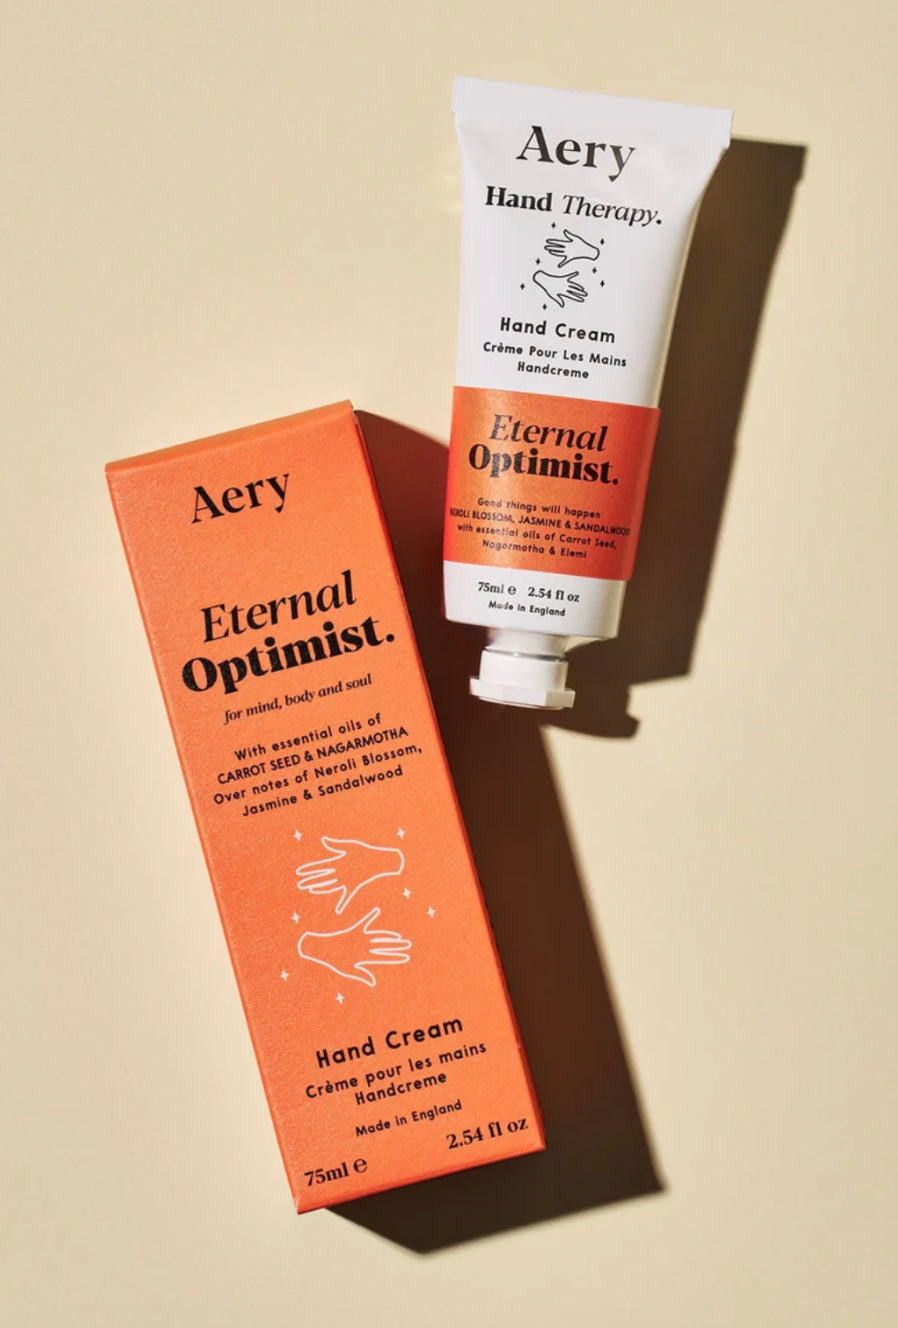 Aery
Hand Therapy.
Hand Cream
Crème Pour Les Mains
Handcreme
Eternal
Optimist.
Good things will happen
NEROLI BLOSSOM, JASMINE & SANDALWOOD
with essential oils of Carrot Seed,
Nagarmotha & Elemi
75ml e 2.54 fl oz
Made in England
Aery
Eternal
Optimist.
for mind, body and soul
With essential oils of
CARROT SEED & NAGARMOTHA
Over notes of Neroli Blossom,
Jasmine & Sandalwood
Hand Cream
Crème pour les mains
Handcreme
Made in England
75ml e 2.54 fl oz